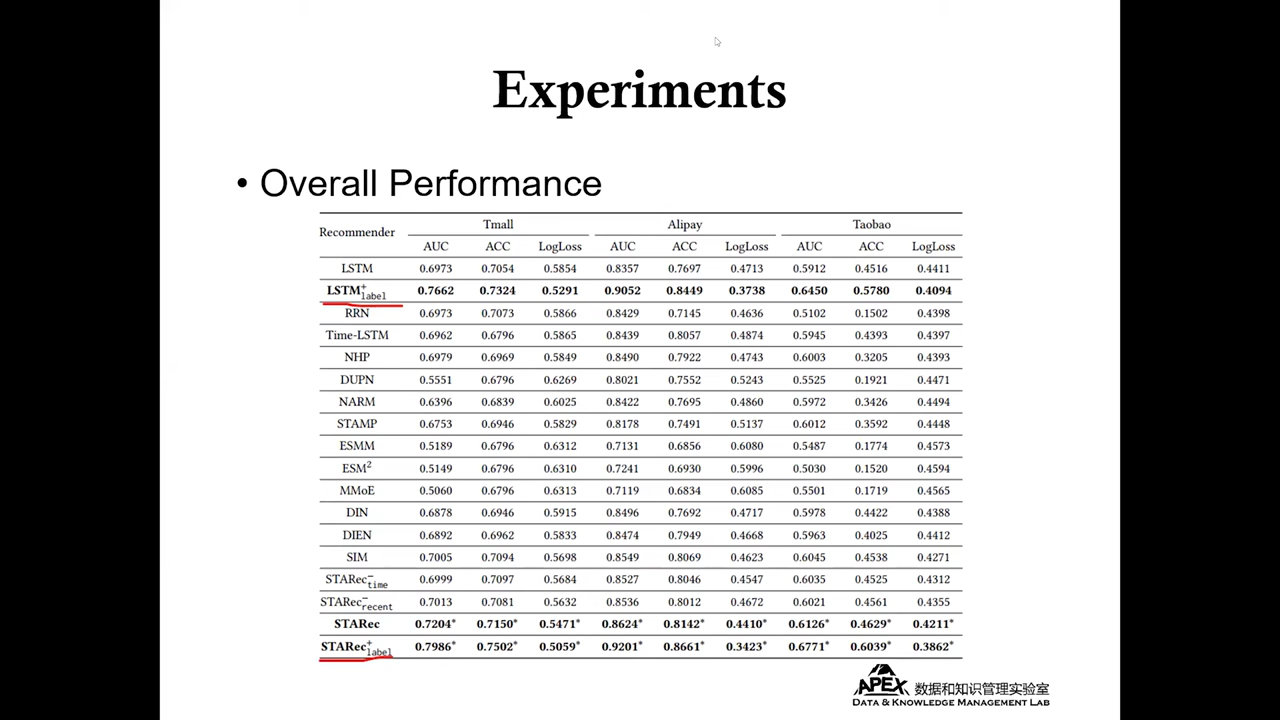 Experiments
• Overall Performance
Recommender Tmall Alipay Taobao
AUC ACC LogLoss AUC ACC LogLoss AUC ACC LogLoss
LSTM 0.6973 0.7054 0.5854 0.8357 0.7697 0.4713 0.5912 0.4516 0.4411
LSTM+label 0.7662 0.7324 0.5291 0.9052 0.8449 0.3738 0.6450 0.5780 0.4094
RRN 0.6973 0.7073 0.5866 0.8429 0.7145 0.4636 0.5102 0.1502 0.4398
Time-LSTM 0.6962 0.6796 0.5865 0.8439 0.8057 0.4874 0.5945 0.4393 0.4397
NHP 0.6979 0.6969 0.5849 0.8490 0.7922 0.4743 0.6003 0.3205 0.4393
DUPN 0.5551 0.6796 0.6269 0.8021 0.7552 0.5243 0.5525 0.1921 0.4471
NARM 0.6396 0.6839 0.6025 0.8422 0.7695 0.4860 0.5972 0.3426 0.4494
STAMP 0.6753 0.6946 0.5829 0.8178 0.7491 0.5137 0.6012 0.3592 0.4448
ESMM 0.5189 0.6796 0.6312 0.7131 0.6856 0.6080 0.5487 0.1774 0.4573
ESM² 0.5149 0.6796 0.6310 0.7241 0.6930 0.5996 0.5030 0.1520 0.4594
MMoE 0.5060 0.6796 0.6313 0.7119 0.6834 0.6085 0.5501 0.1719 0.4565
DIN 0.6878 0.6946 0.5915 0.8496 0.7692 0.4717 0.5978 0.4422 0.4388
DIEN 0.6892 0.6962 0.5833 0.8474 0.7949 0.4668 0.5963 0.4025 0.4412
SIM 0.7005 0.7094 0.5698 0.8549 0.8069 0.4623 0.6045 0.4538 0.4271
STARec−time 0.6999 0.7097 0.5684 0.8527 0.8046 0.4547 0.6035 0.4525 0.4312
STARec−recent 0.7013 0.7081 0.5632 0.8536 0.8012 0.4672 0.6021 0.4561 0.4355
STARec 0.7204* 0.7150* 0.5471* 0.8624* 0.8142* 0.4410* 0.6126* 0.4629* 0.4211*
STARec+label 0.7986* 0.7502* 0.5059* 0.9201* 0.8661* 0.3423* 0.6771* 0.6039* 0.3862*
APEX 数据和知识管理实验室
DATA & KNOWLEDGE MANAGEMENT LAB